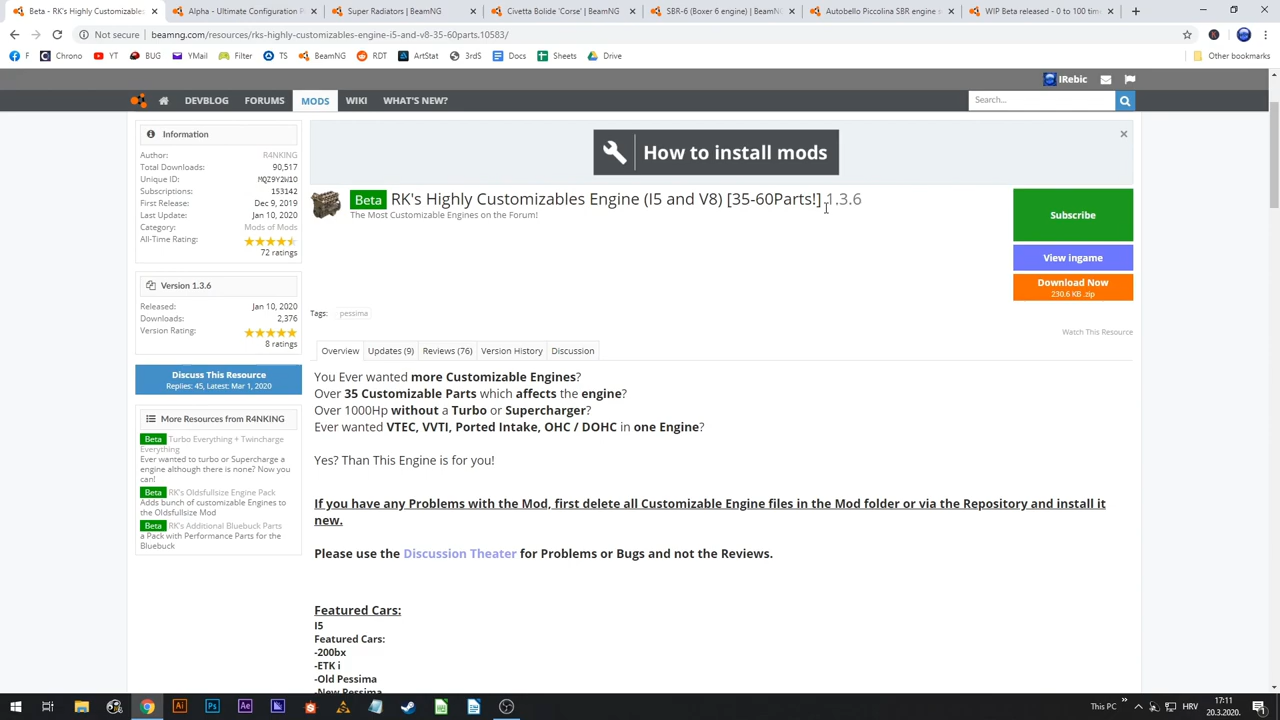 Beta - RK's Highly Customizables
Alpha - Ultimate Configuration P
Super Radiators | BeamNG
Civetta Bolide 'Corse' | BeamNG
SBR-6 (Boxer 6 engine) | BeamN
Autobello Piccolina SBR engine s
WIP Beta released - 0 to 100 tim
Not secure
beamng.com/resources/rks-highly-customizables-engine-i5-and-v8-35-60parts.10583/
F
Chrono
YT
BUG
YMail
Filter
TS
BeamNG
RDT
ArtStat
3rdS
Docs
Sheets
Drive
Other bookmarks
IRebic
DEVBLOG
FORUMS
MODS
WIKI
WHAT'S NEW?
Search...
Information
Author: R4NKING
Total Downloads: 90,517
Unique ID: MQZ9Y2W1O
Subscriptions: 153142
First Release: Dec 9, 2019
Last Update: Jan 10, 2020
Category: Mods of Mods
All-Time Rating:
72 ratings
Version 1.3.6
Released: Jan 10, 2020
Downloads: 2,376
Version Rating:
8 ratings
Discuss This Resource
Replies: 45, Latest: Mar 1, 2020
More Resources from R4NKING
Beta Turbo Everything + Twincharge
Everything
Ever wanted to turbo or Supercharge a
engine although there is none? Now you
can!
Beta RK's Oldsfullsize Engine Pack
Adds bunch of customizable Engines to
the Oldsfullsize Mod
Beta RK's Additional Bluebuck Parts
a Pack with Performance Parts for the
Bluebuck
How to install mods
Beta RK's Highly Customizables Engine (I5 and V8) [35-60Parts!] 1.3.6
The Most Customizable Engines on the Forum!
Subscribe
View ingame
Download Now
230.6 KB .zip
Tags: pessima
Watch This Resource
Overview
Updates (9)
Reviews (76)
Version History
Discussion
You Ever wanted more Customizable Engines?
Over 35 Customizable Parts which affects the engine?
Over 1000Hp without a Turbo or Supercharger?
Ever wanted VTEC, VVTI, Ported Intake, OHC / DOHC in one Engine?
Yes? Than This Engine is for you!
If you have any Problems with the Mod, first delete all Customizable Engine files in the Mod folder or via the Repository and install it
new.
Please use the Discussion Theater for Problems or Bugs and not the Reviews.
Featured Cars:
I5
Featured Cars:
-200bx
-ETK i
-Old Pessima
-New Pessima
This PC
HRV
17:11
20.3.2020.